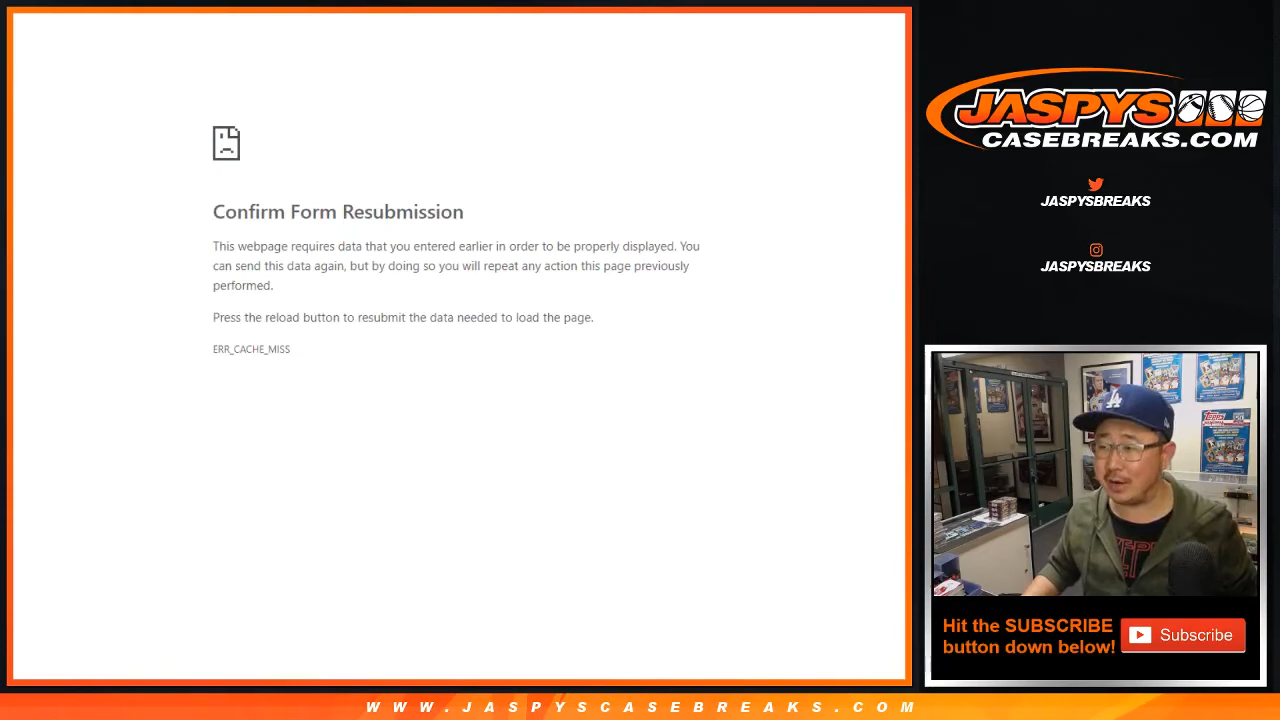 Confirm Form Resubmission
This webpage requires data that you entered earlier in order to be properly displayed. You
can send this data again, but by doing so you will repeat any action this page previously
performed.
Press the reload button to resubmit the data needed to load the page.
ERR_CACHE_MISS
JASPYS
CASEBREAKS.COM
JASPYSBREAKS
JASPYSBREAKS
LA
Topps
Hit the SUBSCRIBE
button down below!
Subscribe
WWW.JASPYSCASEBREAKS.COM